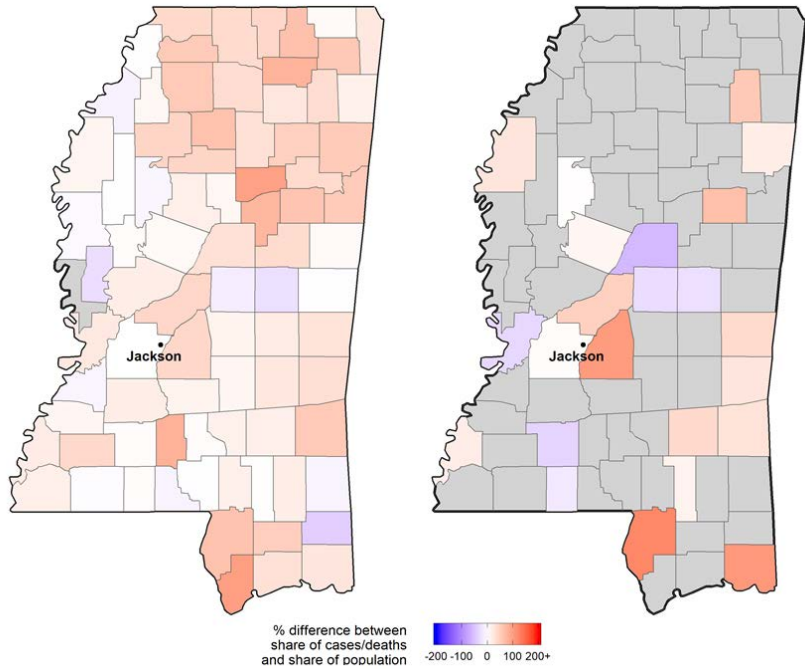 Jackson
Jackson
% difference between
share of cases/deaths
and share of population
-200 -100 0 100 200+